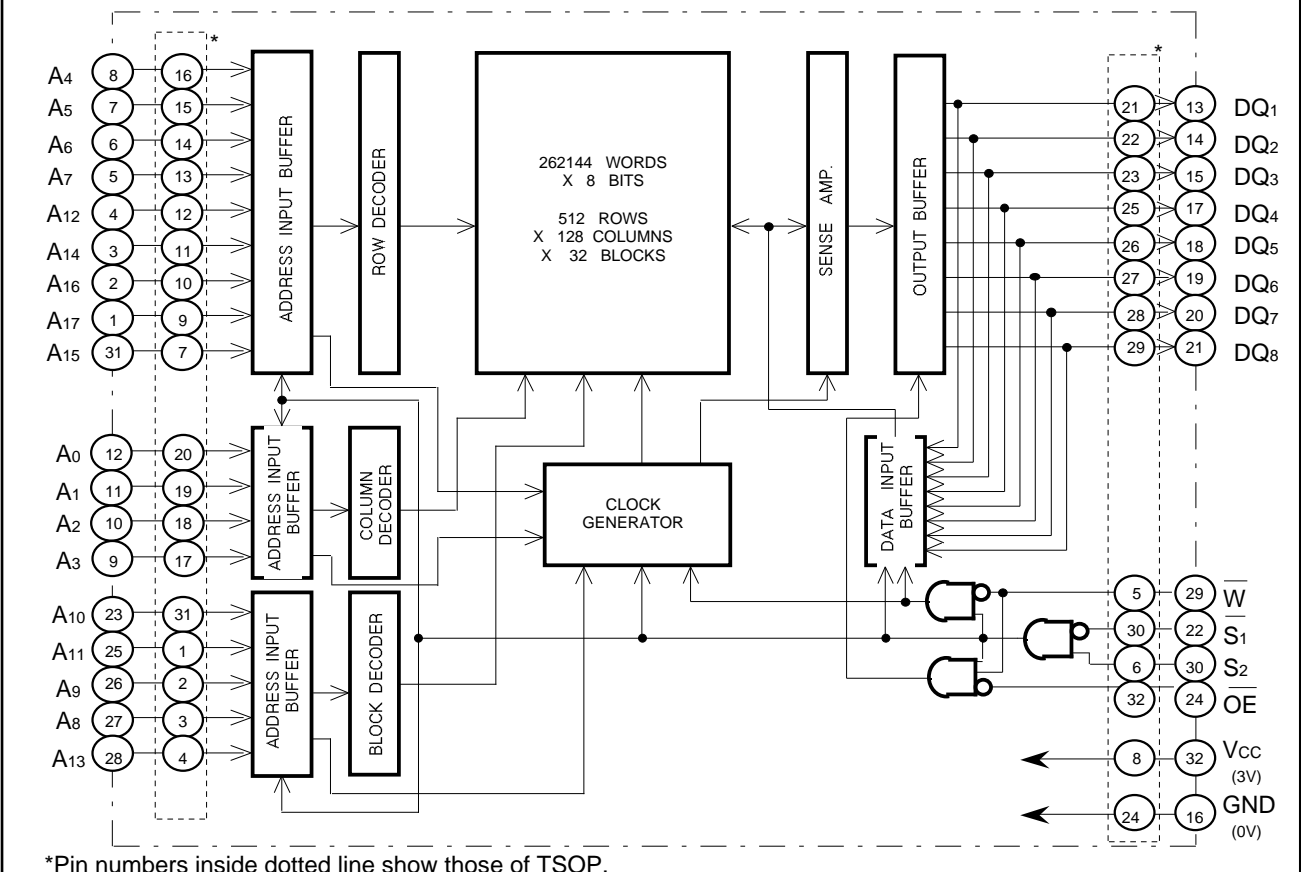 *
*
A4 8 16
A5 7 15
A6 6 14
A7 5 13
A12 4 12
A14 3 11
A16 2 10
A17 1 9
A15 31 7
ADDRESS INPUT BUFFER
ROW DECODER
262144 WORDS
X 8 BITS
512 ROWS
X 128 COLUMNS
X 32 BLOCKS
SENSE AMP.
OUTPUT BUFFER
21 13 DQ1
22 14 DQ2
23 15 DQ3
25 17 DQ4
26 18 DQ5
27 19 DQ6
28 20 DQ7
29 21 DQ8
A0 12 20
A1 11 19
A2 10 18
A3 9 17
ADDRESS INPUT
BUFFER
COLUMN
DECODER
CLOCK
GENERATOR
DATA INPUT
BUFFER
A10 23 31
A11 25 1
A9 26 2
A8 27 3
A13 28 4
ADDRESS INPUT
BUFFER
BLOCK DECODER
5 29 W
30 22 S1
6 30 S2
32 24 OE
8 32 VCC
(3V)
24 16 GND
(0V)
*Pin numbers inside dotted line show those of TSOP.